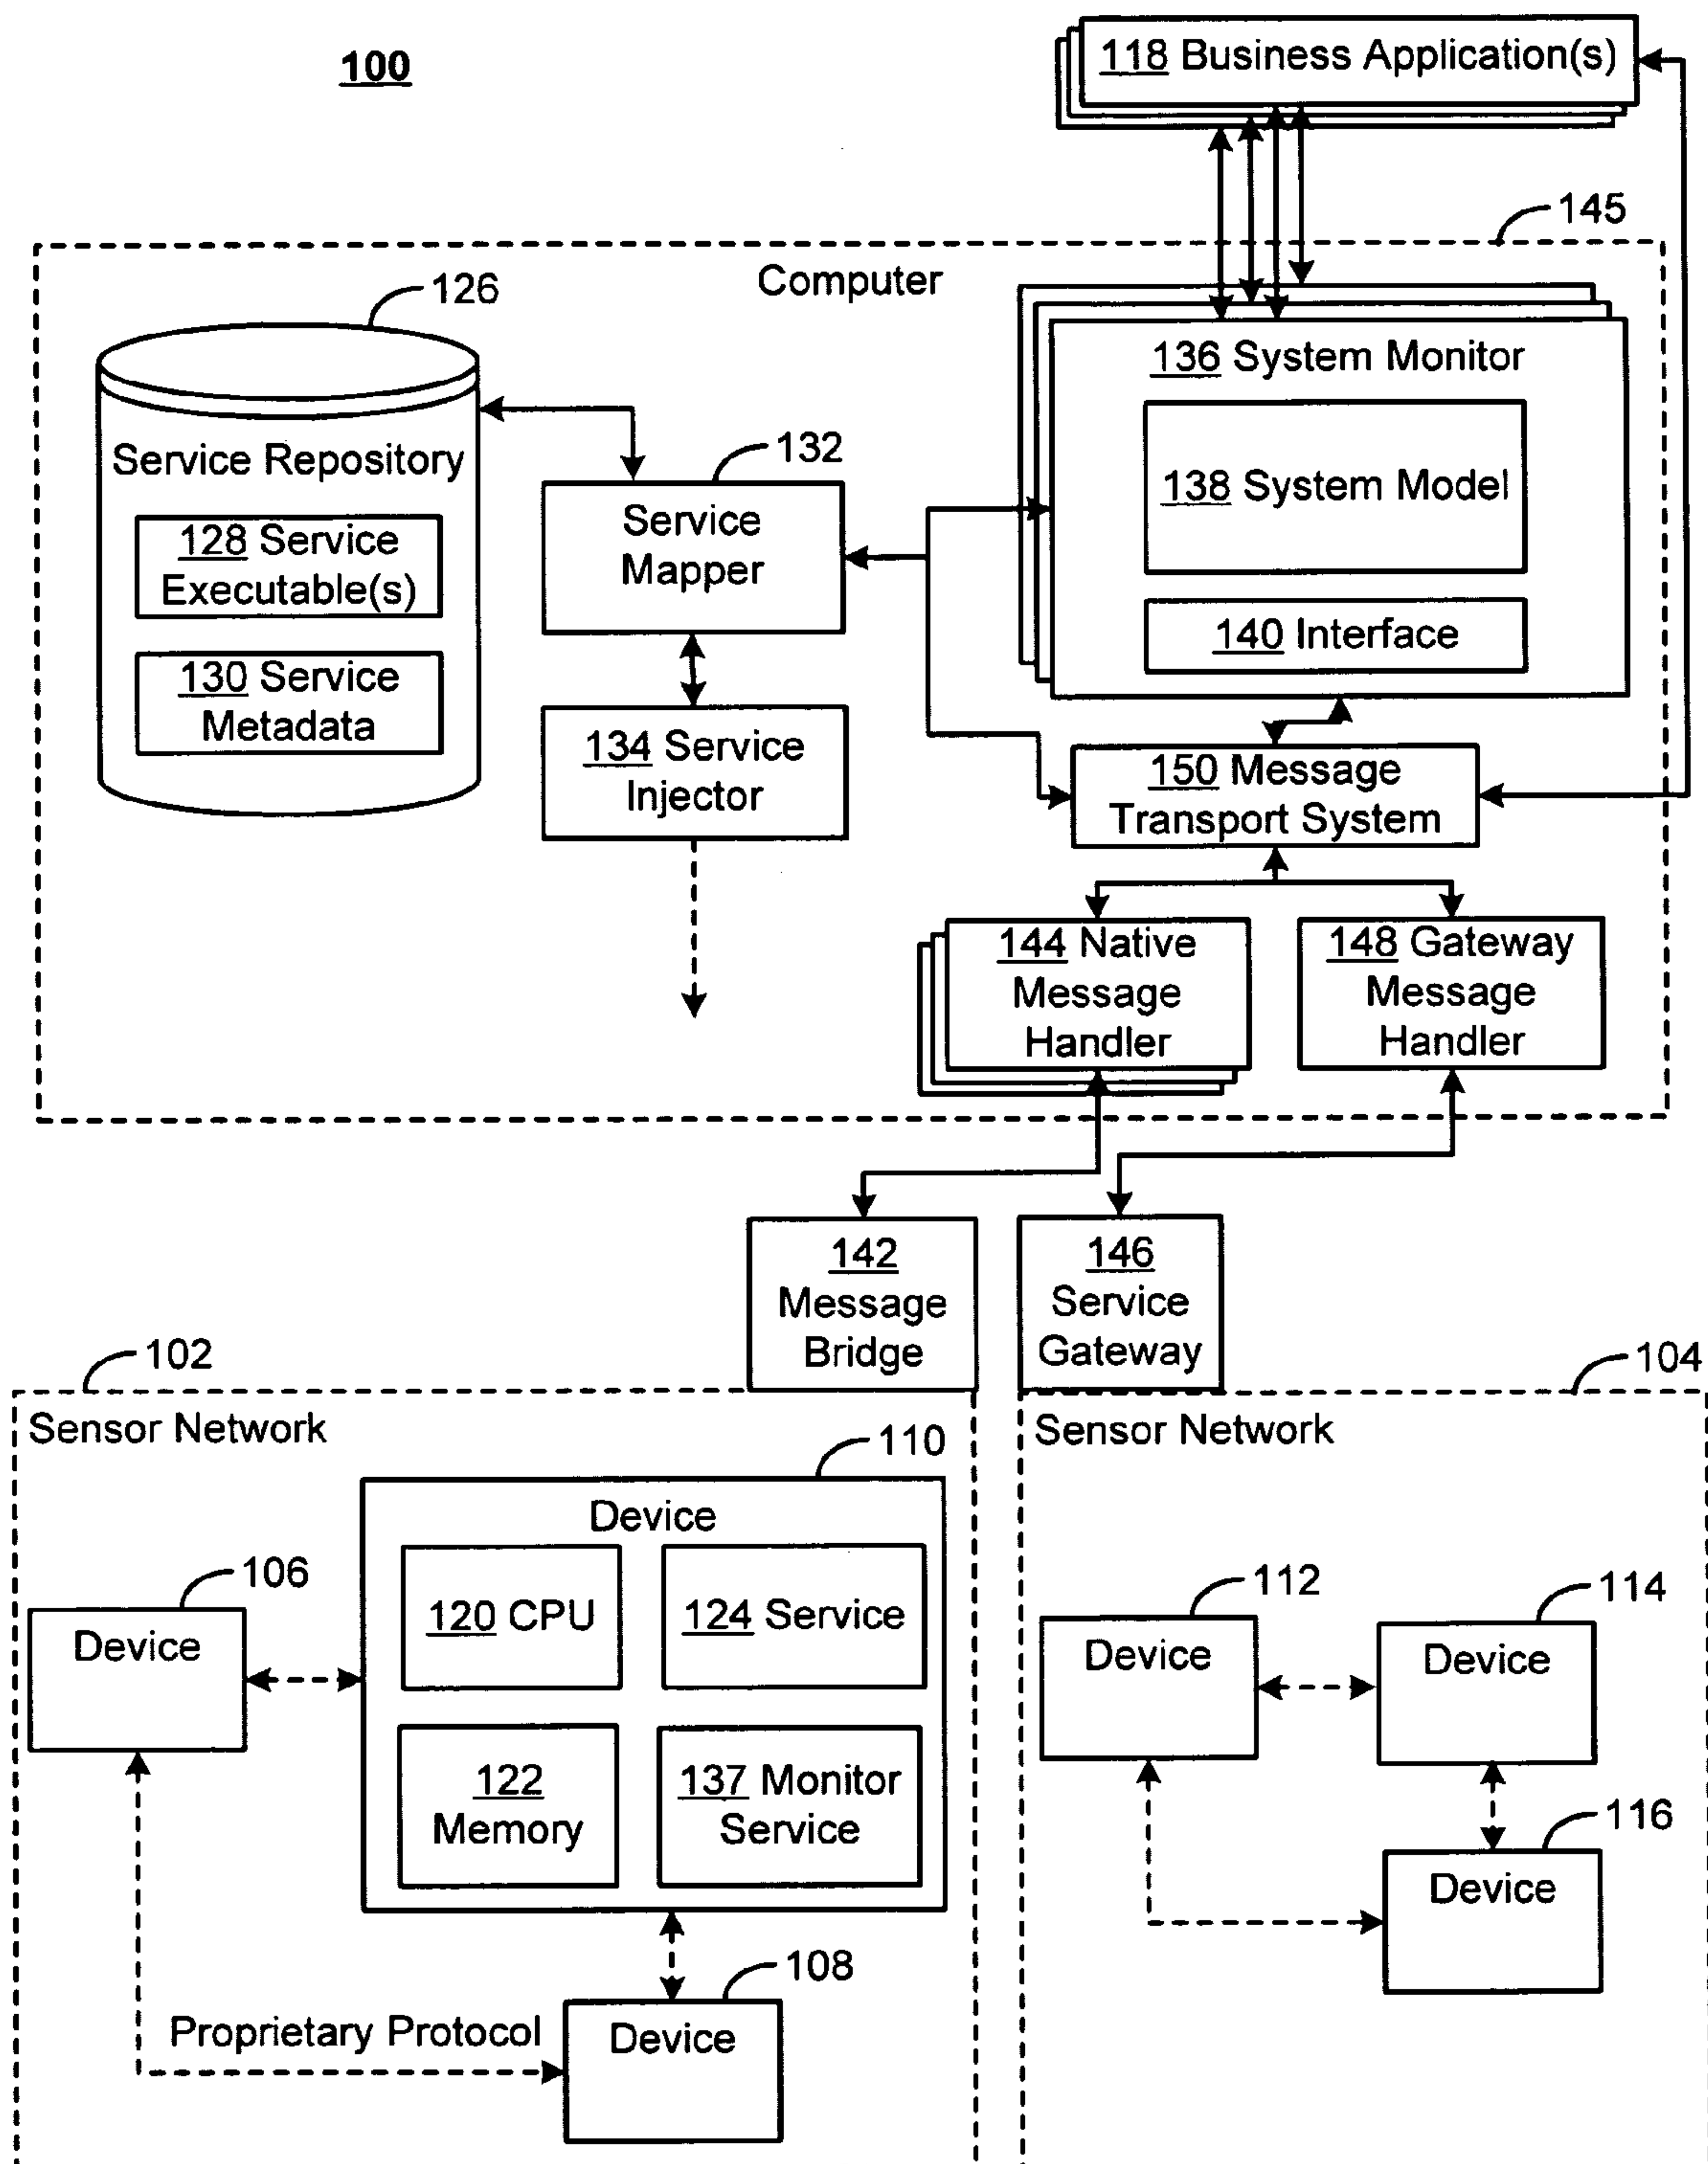 100
118 Business Application(s)
145
Computer
126
Service Repository
128 Service
Executable(s)
130 Service
Metadata
132
Service
Mapper
134 Service
Injector
136 System Monitor
138 System Model
140 Interface
150 Message
Transport System
144 Native
Message
Handler
148 Gateway
Message
Handler
142
Message
Bridge
146
Service
Gateway
102
Sensor Network
110
Device
120 CPU
124 Service
122
Memory
137 Monitor
Service
106
Device
108
Device
Proprietary Protocol
104
Sensor Network
112
Device
114
Device
116
Device